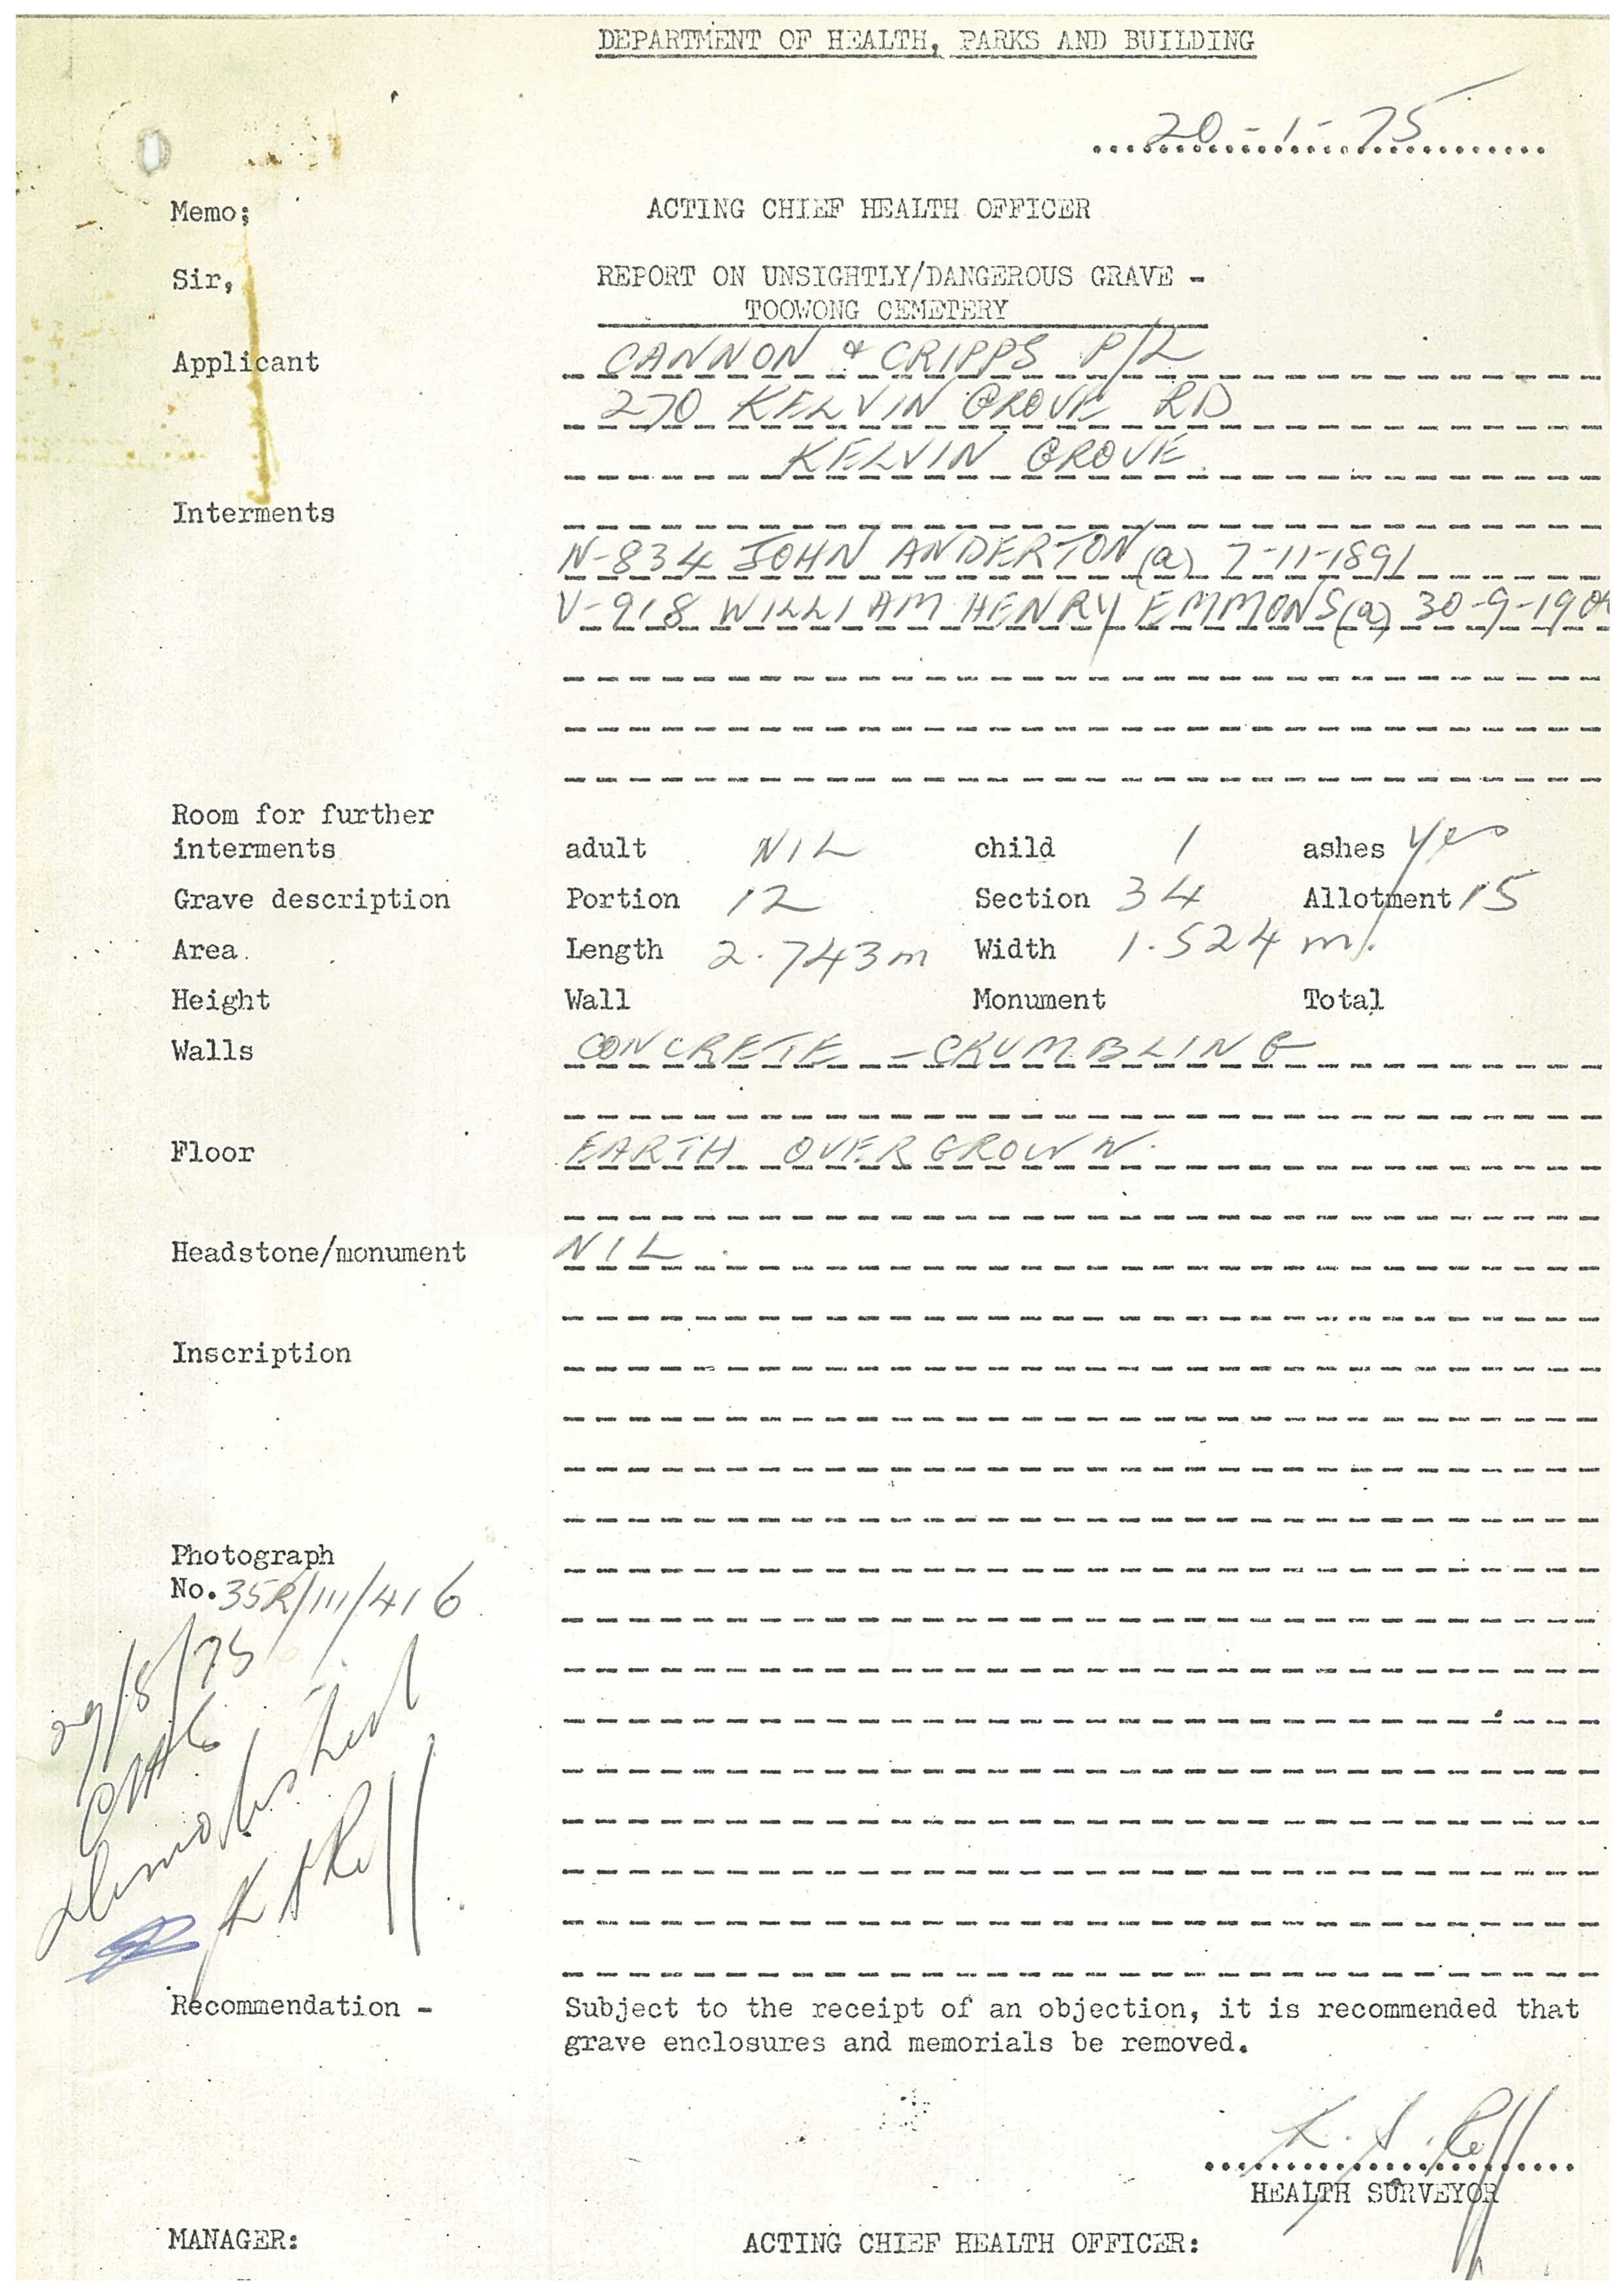 DEPARTMENT OF HEALTH, PARKS AND BUILDING
20-1-75
Memo; ACTING CHIEF HEALTH OFFICER
Sir, REPORT ON UNSIGHTLY/DANGEROUS GRAVE -
TOOWONG CEMETERY
Applicant CANNON & CRIPPS P/L
270 KELVIN GROVE RD
KELVIN GROVE
Interments
N-834 JOHN ANDERTON (a) 7-11-1891
V-918 WILLIAM HENRY EMMONS (a) 30-9-190
Room for further
interments adult NIL child 1 ashes yes
Grave description Portion 12 Section 34 Allotment 15
Area. Length 2.743m Width 1.524 m.
Height Wall Monument Total
Walls CONCRETE - CRUMBLING
Floor EARTH OVERGROWN.
Headstone/monument NIL.
Inscription
Photograph
No. 35R/111/416
29/8/75
demolished
Recommendation - Subject to the receipt of an objection, it is recommended that
grave enclosures and memorials be removed.
HEALTH SURVEYOR
MANAGER: ACTING CHIEF HEALTH OFFICER: